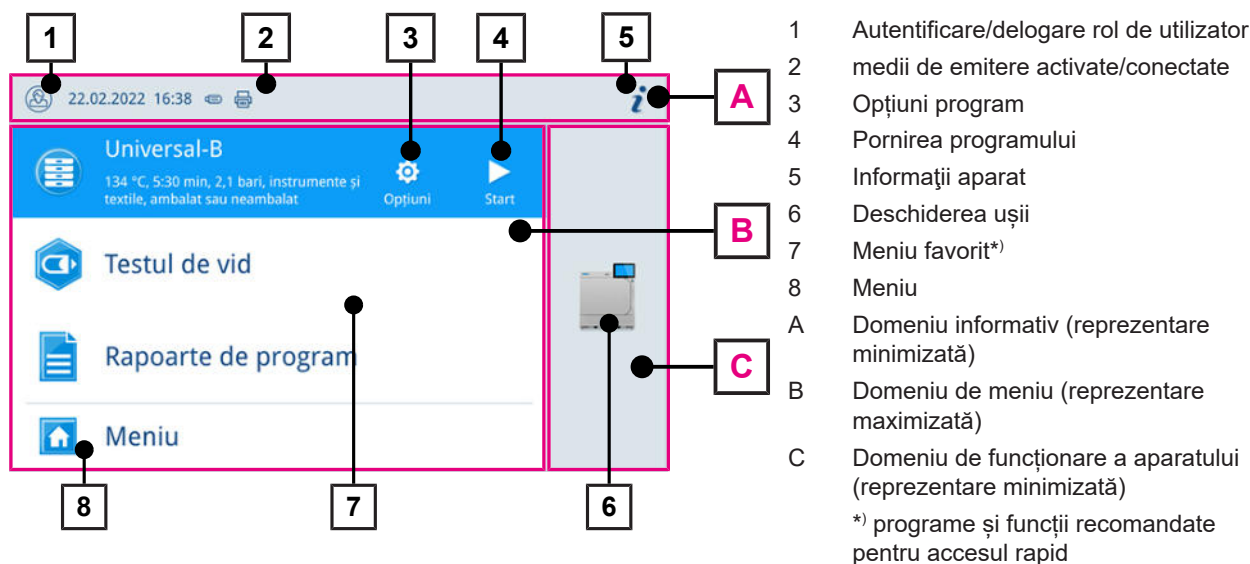 1 2 3 4 5
22.02.2022 16:38 i A
Universal-B
134 °C, 5:30 min, 2,1 bari, instrumente și
textile, ambalat sau neambalat
Opțiuni Start
B
Testul de vid
Rapoarte de program
C
Meniu
8 7 6
1 Autentificare/delogare rol de utilizator
2 medii de emitere activate/conectate
3 Opțiuni program
4 Pornirea programului
5 Informaţii aparat
6 Deschiderea ușii
7 Meniu favorit*)
8 Meniu
A Domeniu informativ (reprezentare
minimizată)
B Domeniu de meniu (reprezentare
maximizată)
C Domeniu de funcționare a aparatului
(reprezentare minimizată)
*) programe și funcții recomandate
pentru accesul rapid